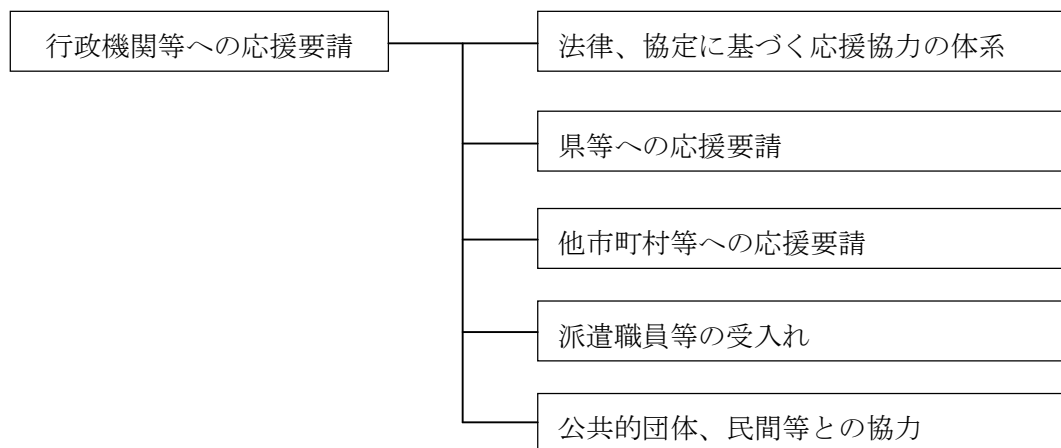 行政機関等への応援要請
法律、協定に基づく応援協力の体系
県等への応援要請
他市町村等への応援要請
派遣職員等の受入れ
公共的団体、民間等との協力